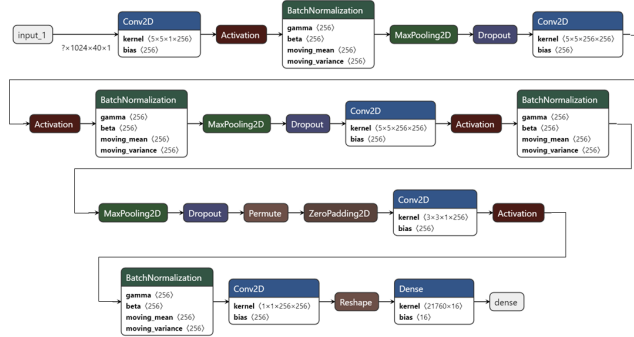 input_1
?×1024×40×1
Conv2D
kernel ⟨5×5×1×256⟩
bias ⟨256⟩
Activation
BatchNormalization
gamma ⟨256⟩
beta ⟨256⟩
moving_mean ⟨256⟩
moving_variance ⟨256⟩
MaxPooling2D
Dropout
Conv2D
kernel ⟨5×5×256×256⟩
bias ⟨256⟩
Activation
BatchNormalization
gamma ⟨256⟩
beta ⟨256⟩
moving_mean ⟨256⟩
moving_variance ⟨256⟩
MaxPooling2D
Dropout
Conv2D
kernel ⟨5×5×256×256⟩
bias ⟨256⟩
Activation
BatchNormalization
gamma ⟨256⟩
beta ⟨256⟩
moving_mean ⟨256⟩
moving_variance ⟨256⟩
MaxPooling2D
Dropout
Permute
ZeroPadding2D
Conv2D
kernel ⟨3×3×1×256⟩
bias ⟨256⟩
Activation
BatchNormalization
gamma ⟨256⟩
beta ⟨256⟩
moving_mean ⟨256⟩
moving_variance ⟨256⟩
Conv2D
kernel ⟨1×1×256×256⟩
bias ⟨256⟩
Reshape
Dense
kernel ⟨21760×16⟩
bias ⟨16⟩
dense